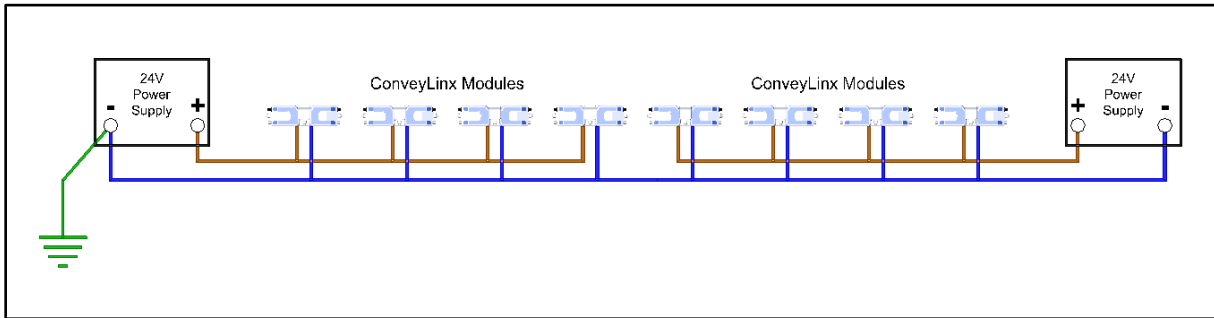 24V
Power
Supply
-
+
ConveyLinx Modules
ConveyLinx Modules
24V
Power
Supply
+
-